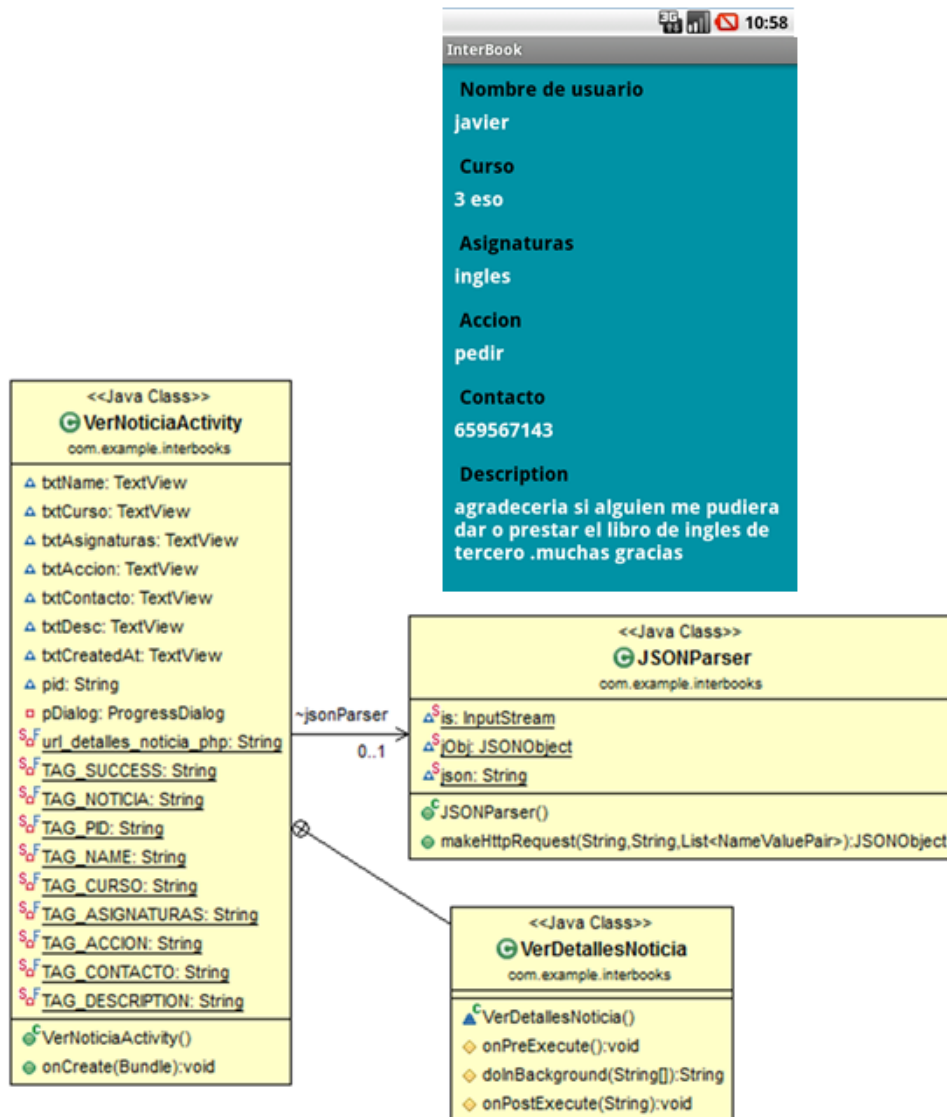 10:58
InterBook
Nombre de usuario
javier
Curso
3 eso
Asignaturas
ingles
Accion
pedir
Contacto
659567143
Description
agradeceria si alguien me pudiera
dar o prestar el libro de ingles de
tercero .muchas gracias
<<Java Class>>
VerNoticiaActivity
com.example.interbooks
txtName: TextView
txtCurso: TextView
txtAsignaturas: TextView
txtAccion: TextView
txtContacto: TextView
txtDesc: TextView
txtCreatedAt: TextView
pid: String
pDialog: ProgressDialog
url_detalles_noticia_php: String
TAG_SUCCESS: String
TAG_NOTICIA: String
TAG_PID: String
TAG_NAME: String
TAG_CURSO: String
TAG_ASIGNATURAS: String
TAG_ACCION: String
TAG_CONTACTO: String
TAG_DESCRIPTION: String
VerNoticiaActivity()
onCreate(Bundle):void
~jsonParser
0..1
<<Java Class>>
JSONParser
com.example.interbooks
is: InputStream
jObj: JSONObject
json: String
JSONParser()
makeHttpRequest(String,String,List<NameValuePair>):JSONObject
<<Java Class>>
VerDetallesNoticia
com.example.interbooks
VerDetallesNoticia()
onPreExecute():void
doInBackground(String[]):String
onPostExecute(String):void